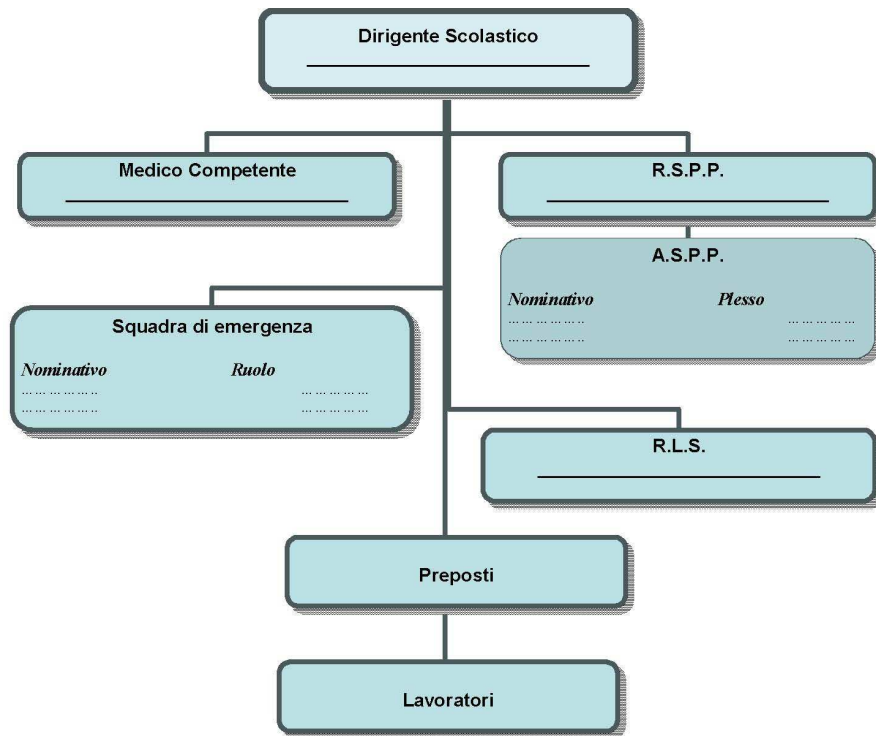 Dirigente Scolastico
Medico Competente
R.S.P.P.
A.S.P.P.
Nominativo Plesso
………………. ………………
………………. ………………
Squadra di emergenza
Nominativo Ruolo
………………. ………………
………………. ………………
R.L.S.
Preposti
Lavoratori